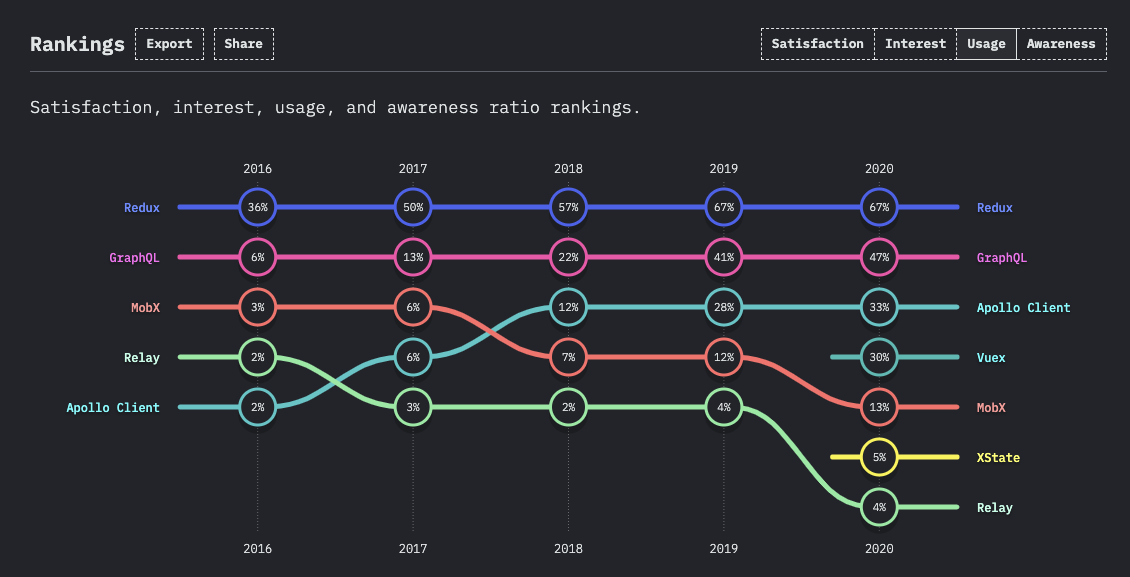 Rankings Export Share Satisfaction Interest Usage Awareness
Satisfaction, interest, usage, and awareness ratio rankings.
2016 2017 2018 2019 2020
Redux 36% 50% 57% 67% 67% Redux
GraphQL 6% 13% 22% 41% 47% GraphQL
MobX 3% 6% 12% 28% 33% Apollo Client
Relay 2% 6% 7% 12% 30% Vuex
Apollo Client 2% 3% 2% 4% 13% MobX
5% XState
4% Relay
2016 2017 2018 2019 2020